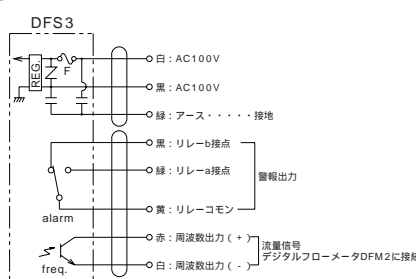 DFS3
REG.
F
白：AC100V
黒：AC100V
緑：アース・・・・・接地
黒：リレーb接点
緑：リレーa接点
警報出力
黄：リレーコモン
alarm
赤：周波数出力（+）
流量信号
デジタルフローメータDFM2に接続
白：周波数出力（-）
freq.